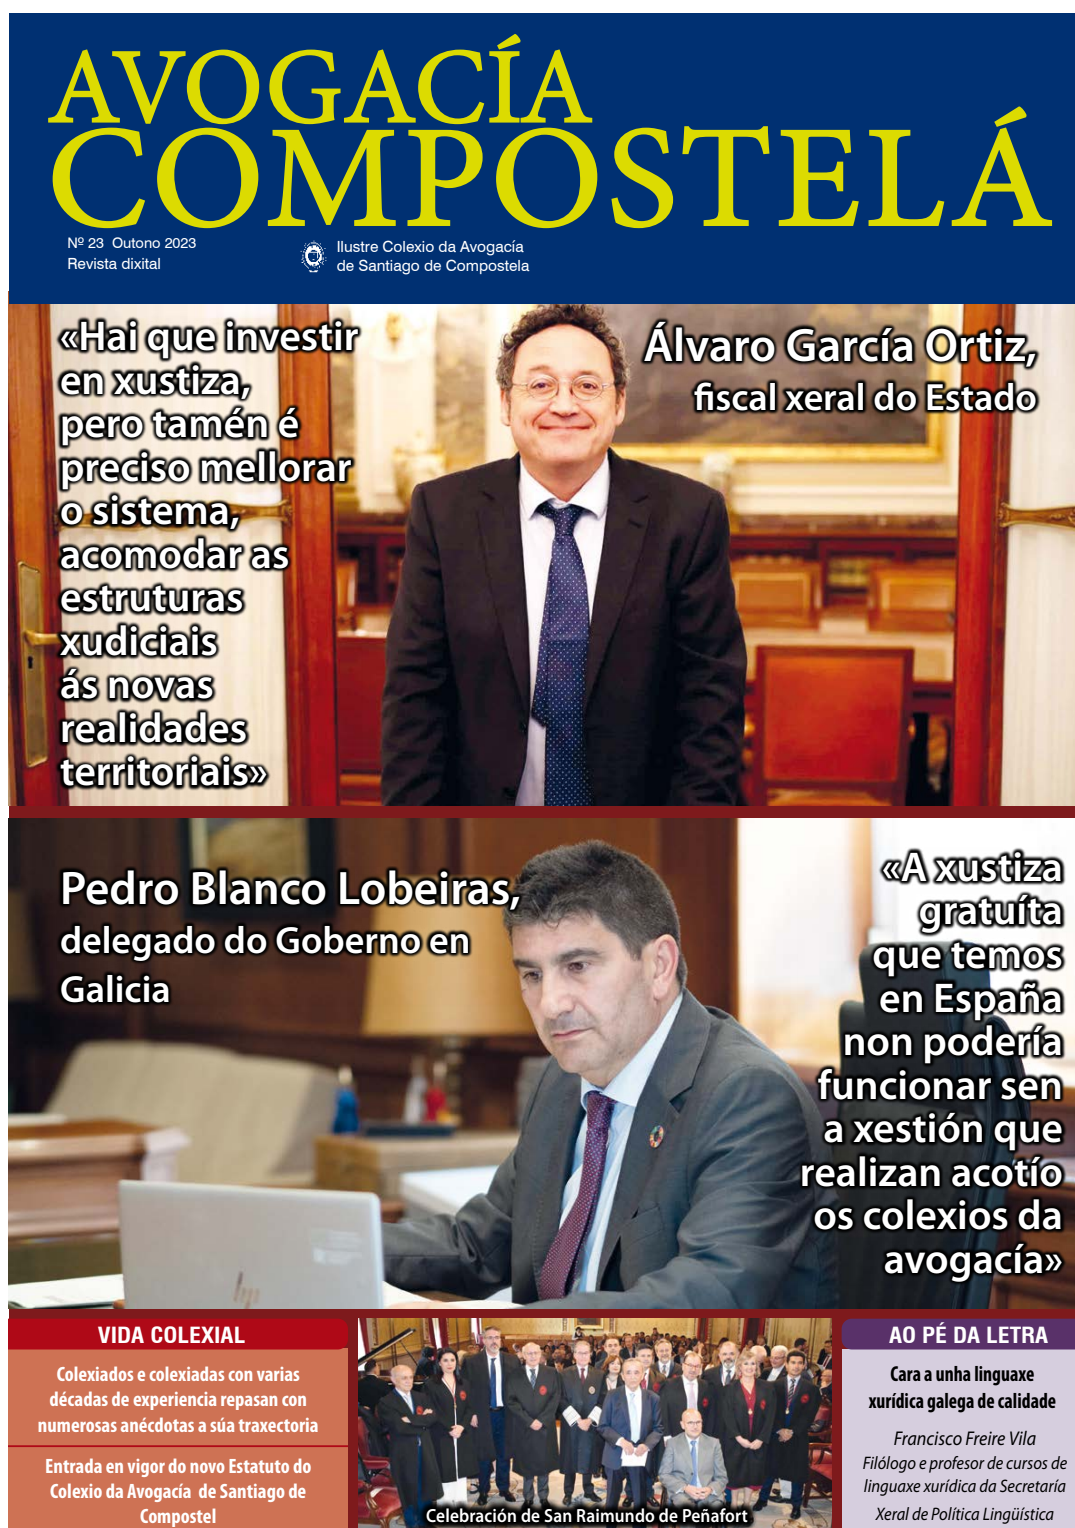 AVOGACÍA
COMPOSTELÁ
Nº 23 Outono 2023
Revista dixital
Ilustre Colexio da Avogacía
de Santiago de Compostela
«Hai que investir
en xustiza,
pero tamén é
preciso mellorar
o sistema,
acomodar as
estruturas
xudiciais
ás novas
realidades
territoriais»
Álvaro García Ortiz,
fiscal xeral do Estado
Pedro Blanco Lobeiras,
delegado do Goberno en
Galicia
«A xustiza
gratuíta
que temos
en España
non podería
funcionar sen
a xestión que
realizan acotío
os colexios da
avogacía»
hp
VIDA COLEXIAL
Colexiados e colexiadas con varias
décadas de experiencia repasan con
numerosas anécdotas a súa traxectoria
Entrada en vigor do novo Estatuto do
Colexio da Avogacía de Santiago de
Compostel
Celebración de San Raimundo de Peñafort
AO PÉ DA LETRA
Cara a unha linguaxe
xurídica galega de calidade
Francisco Freire Vila
Filólogo e profesor de cursos de
linguaxe xurídica da Secretaría
Xeral de Política Lingüística